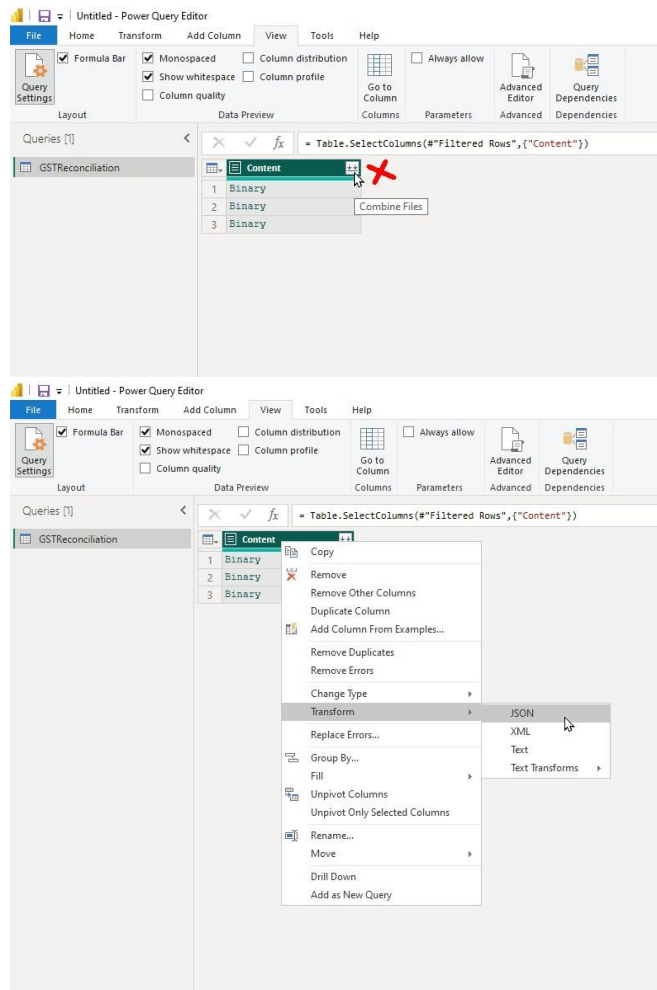 Untitled - Power Query Editor
File Home Transform Add Column View Tools Help
Query Settings
Formula Bar
Monospaced
Column distribution
Show whitespace
Column profile
Column quality
Go to Column
Always allow
Advanced Editor
Query Dependencies
Layout Data Preview Columns Parameters Advanced Dependencies
Queries [1]
fx = Table.SelectColumns(#"Filtered Rows",{"Content"})
GSTReconciliation
Content
1 Binary
2 Binary
3 Binary
Combine Files
Untitled - Power Query Editor
File Home Transform Add Column View Tools Help
Query Settings
Formula Bar
Monospaced
Column distribution
Show whitespace
Column profile
Column quality
Go to Column
Always allow
Advanced Editor
Query Dependencies
Layout Data Preview Columns Parameters Advanced Dependencies
Queries [1]
fx = Table.SelectColumns(#"Filtered Rows",{"Content"})
GSTReconciliation
Content
1 Binary
2 Binary
3 Binary
Copy
Remove
Remove Other Columns
Duplicate Column
Add Column From Examples...
Remove Duplicates
Remove Errors
Change Type
Transform
JSON
XML
Text
Text Transforms
Replace Errors...
Group By...
Fill
Unpivot Columns
Unpivot Only Selected Columns
Rename...
Move
Drill Down
Add as New Query